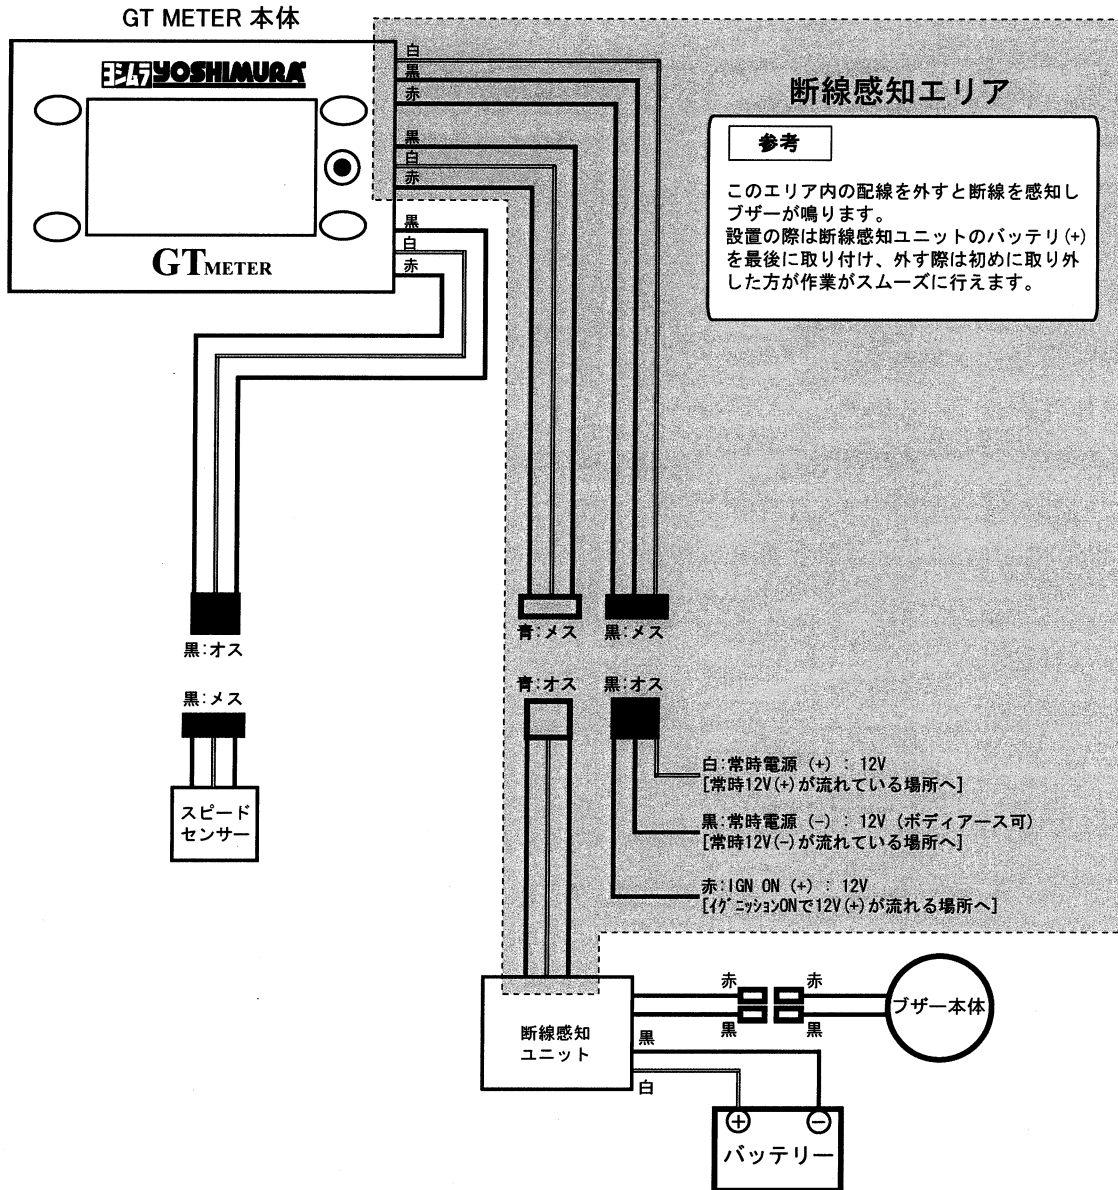 GT METER 本体
ヨシムラ YOSHIMURA
GT METER
白
黒
赤
黒
白
赤
黒
白
赤
断線感知エリア
参考
このエリア内の配線を外すと断線を感知し
ブザーが鳴ります。
設置の際は断線感知ユニットのバッテリ(+)
を最後に取り付け、外す際は初めに取り外
した方が作業がスムーズに行えます。
黒:オス
黒:メス
スピード
センサー
青:メス
黒:メス
青:オス
黒:オス
白:常時電源 (+) : 12V
[常時12V(+)が流れている場所へ]
黒:常時電源 (-) : 12V (ボディアース可)
[常時12V(-)が流れている場所へ]
赤:IGN ON (+) : 12V
[イグニッションONで12V(+)が流れる場所へ]
断線感知
ユニット
赤
赤
黒
黒
ブザー本体
黒
白
+
-
バッテリー